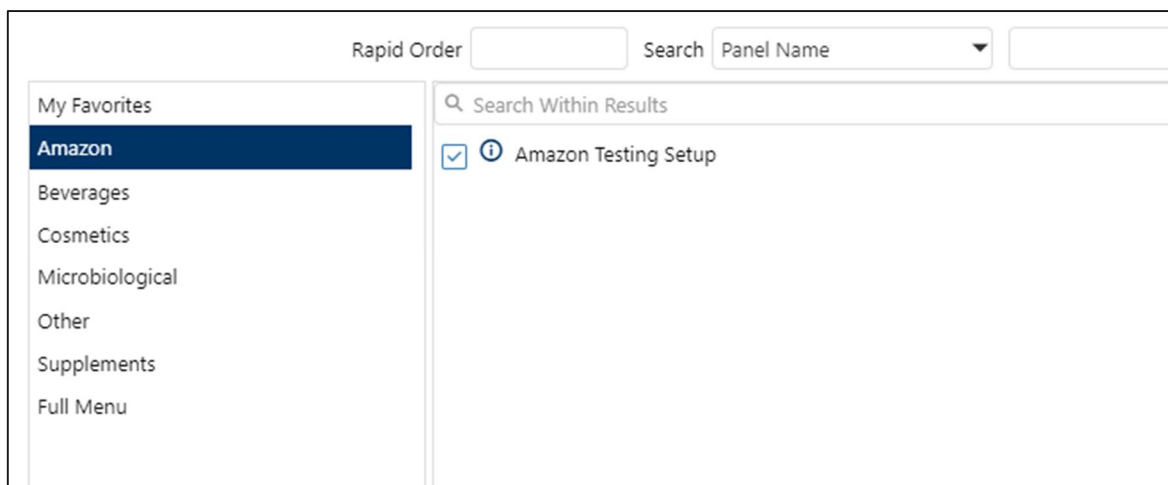 Rapid Order Search Panel Name
My Favorites
Amazon
Beverages
Cosmetics
Microbiological
Other
Supplements
Full Menu
Search Within Results
Amazon Testing Setup